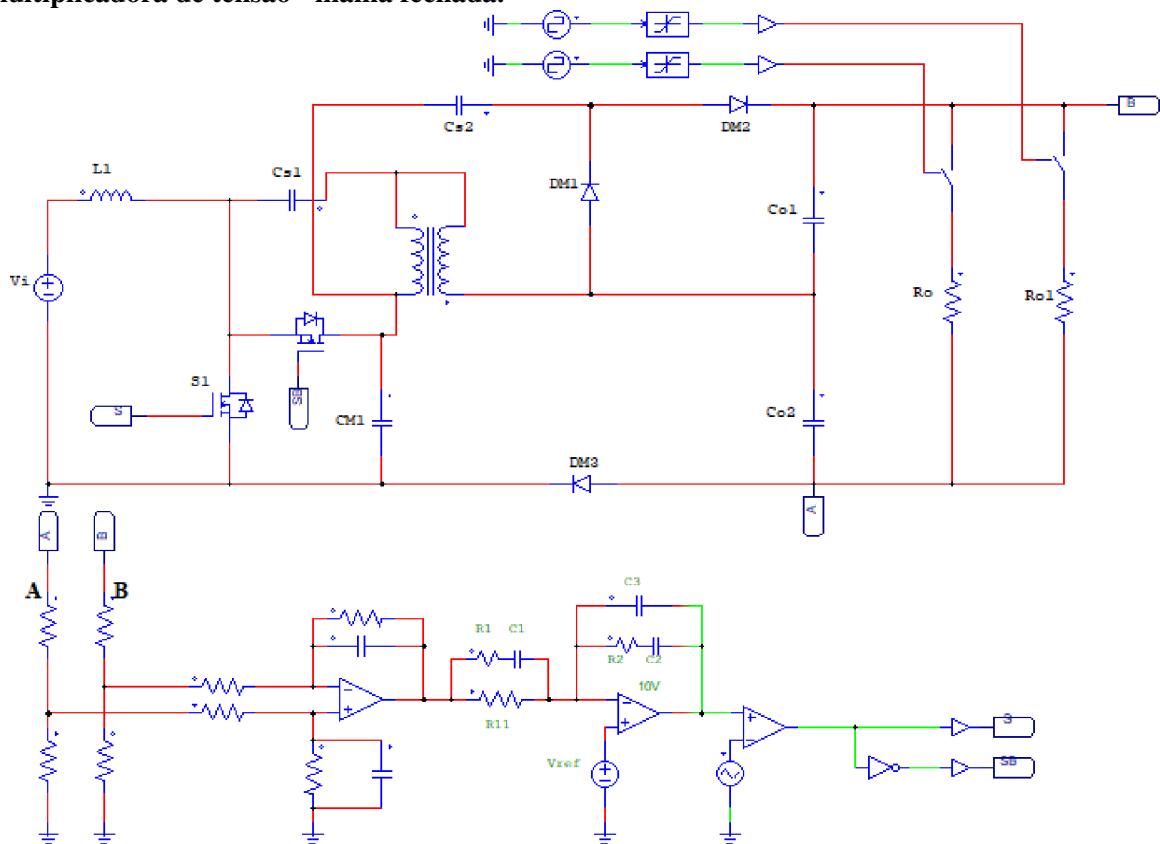 multiplicadora de tensão - malha fechada.
B
Cs2
DM2
L1
Cs1
DM1
Co1
Vi
Ro
Ro1
S1
S
SB
CM1
Co2
DM3
A
A
B
A
B
C3
R1
C1
R2
C2
10V
R11
Vref
S
SB